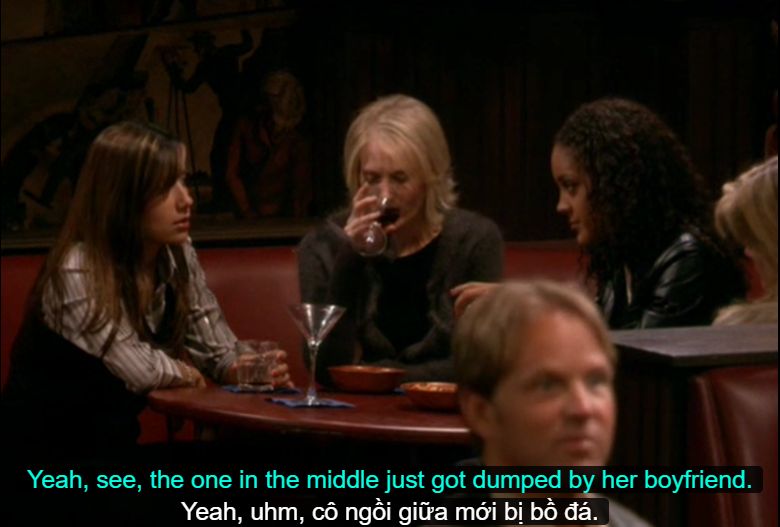 Yeah, see, the one in the middle just got dumped by her boyfriend.
Yeah, uhm, cô ngồi giữa mới bị bồ đá.